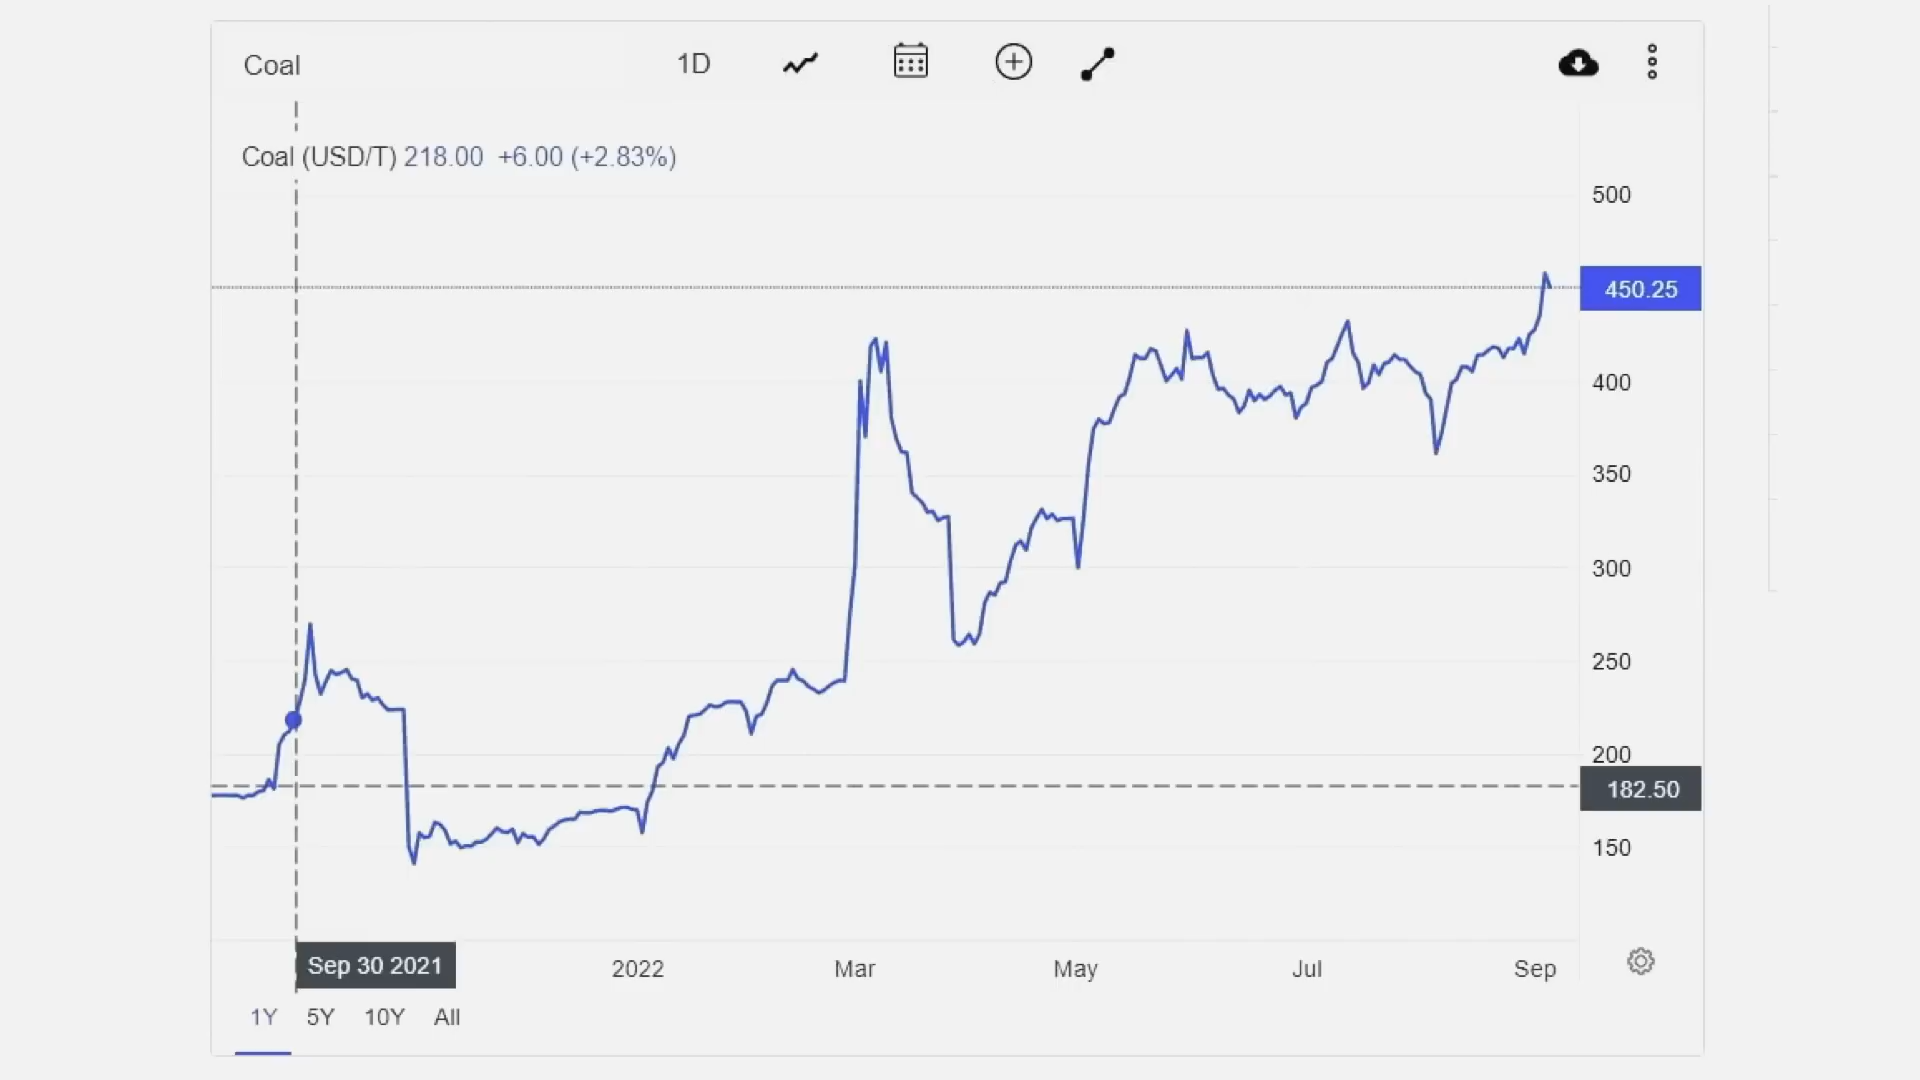 Coal
1D
Coal (USD/T) 218.00 +6.00 (+2.83%)
500
450.25
400
350
300
250
200
182.50
150
Sep 30 2021
2022
Mar
May
Jul
Sep
1Y 5Y 10Y All